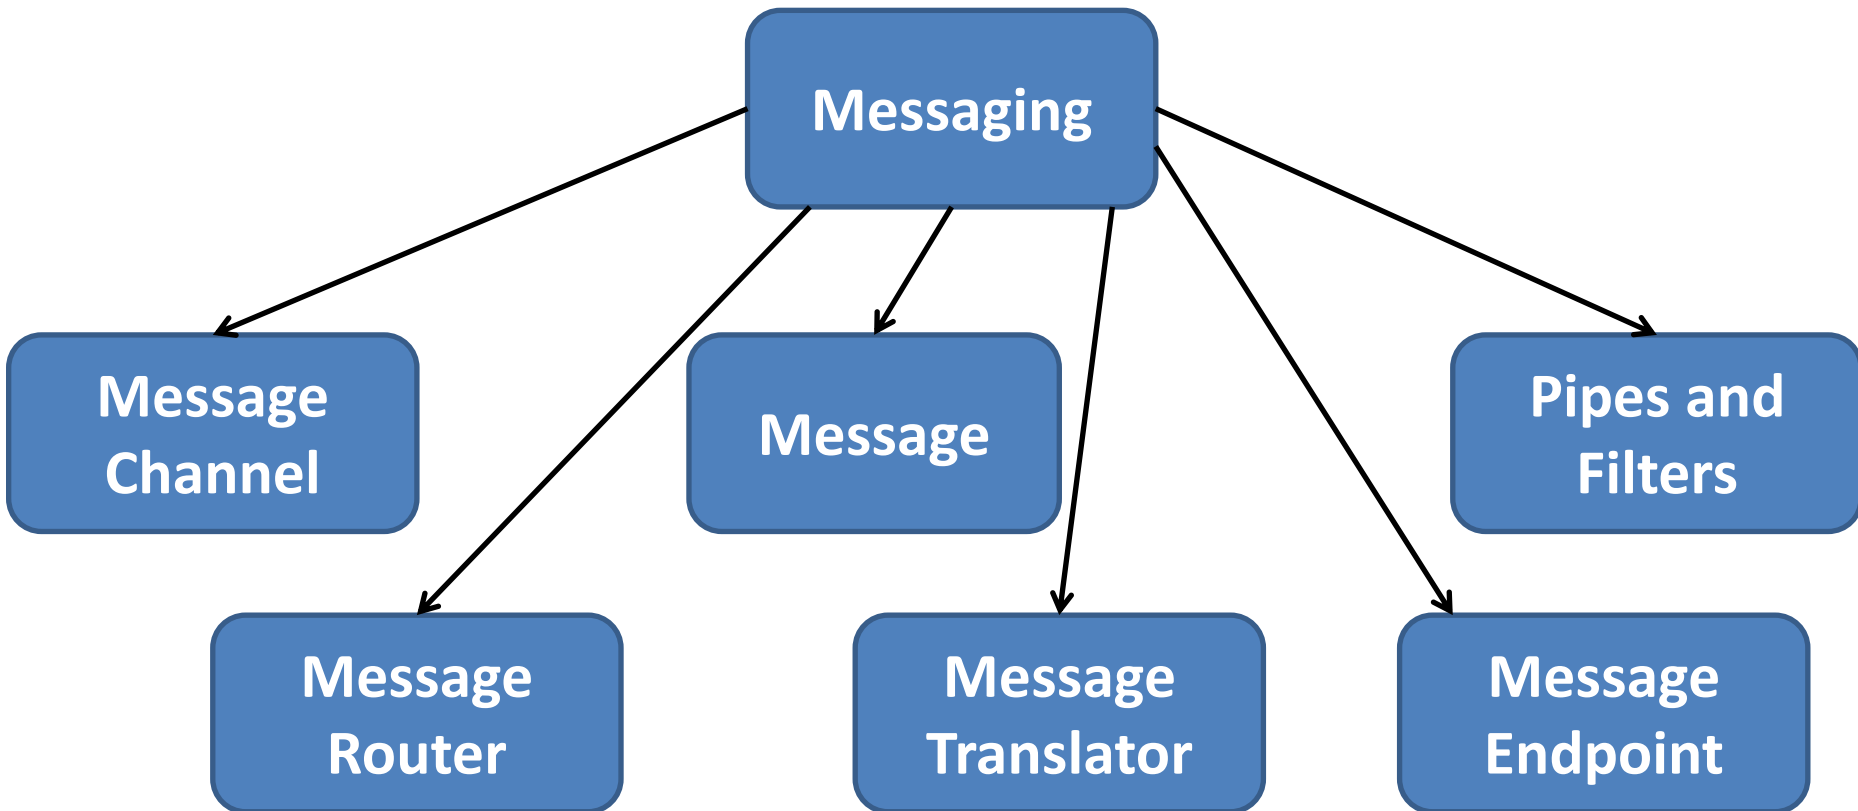 Messaging
Message
Channel
Message
Pipes and
Filters
Message
Router
Message
Translator
Message
Endpoint